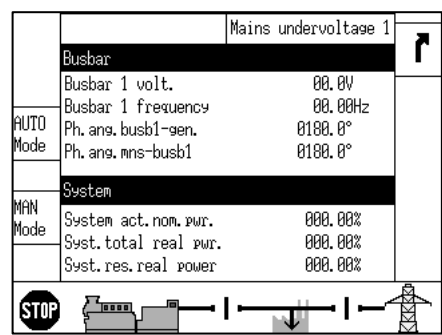 Mains undervoltage 1
Busbar
Busbar 1 volt. 00.0V
Busbar 1 frequency 00.00Hz
Ph.ang.busb1-gen. 0180.0°
Ph.ang.mns-busb1 0180.0°
AUTO
Mode
System
System act.nom.pwr. 000.00%
Syst.total real pwr. 000.00%
Syst.res.real power 000.00%
MAN
Mode
STOP